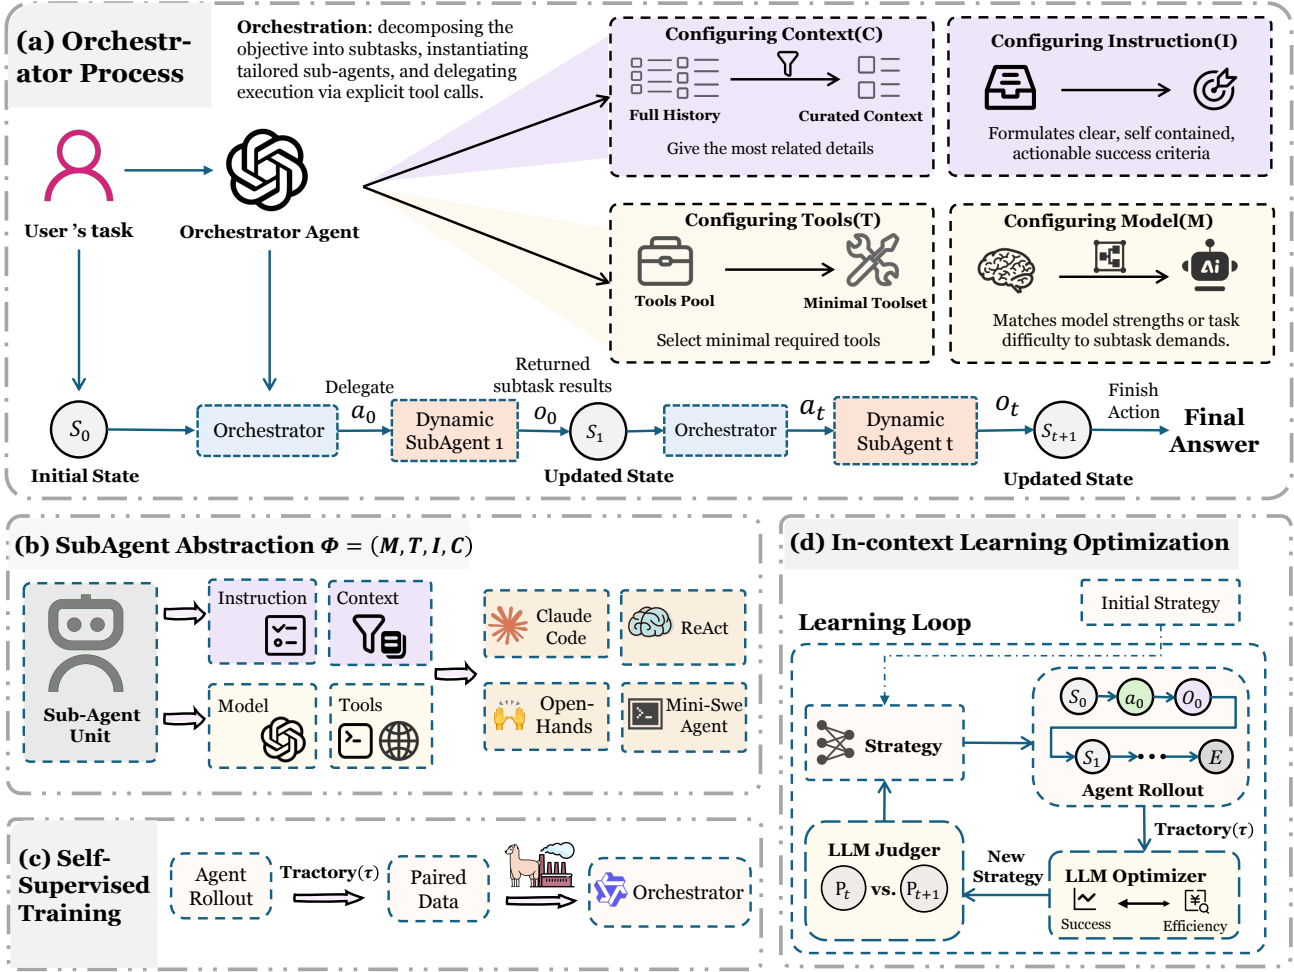 (a) Orchestr-
ator Process
Orchestration: decomposing the
objective into subtasks, instantiating
tailored sub-agents, and delegating
execution via explicit tool calls.
User 's task
Orchestrator Agent
Configuring Context(C)
Full History
Curated Context
Give the most related details
Configuring Instruction(I)
Formulates clear, self contained,
actionable success criteria
Configuring Tools(T)
Tools Pool
Minimal Toolset
Select minimal required tools
Configuring Model(M)
Ai
Matches model strengths or task
difficulty to subtask demands.
S0
Initial State
Orchestrator
Delegate
a0
Dynamic
SubAgent 1
Returned
subtask results
o0
S1
Updated State
Orchestrator
at
Dynamic
SubAgent t
ot
St+1
Updated State
Finish
Action
Final
Answer
(b) SubAgent Abstraction Φ = (M, T, I, C)
Sub-Agent
Unit
Instruction
Context
Model
Tools
Claude
Code
ReAct
Open-
Hands
Mini-Swe
Agent
(c) Self-
Supervised
Training
Agent
Rollout
Tractory(τ)
Paired
Data
Orchestrator
(d) In-context Learning Optimization
Initial Strategy
Learning Loop
Strategy
S0
a0
O0
S1
E
Agent Rollout
Tractory(τ)
LLM Optimizer
Success
Efficiency
New
Strategy
LLM Judger
Pt vs. Pt+1